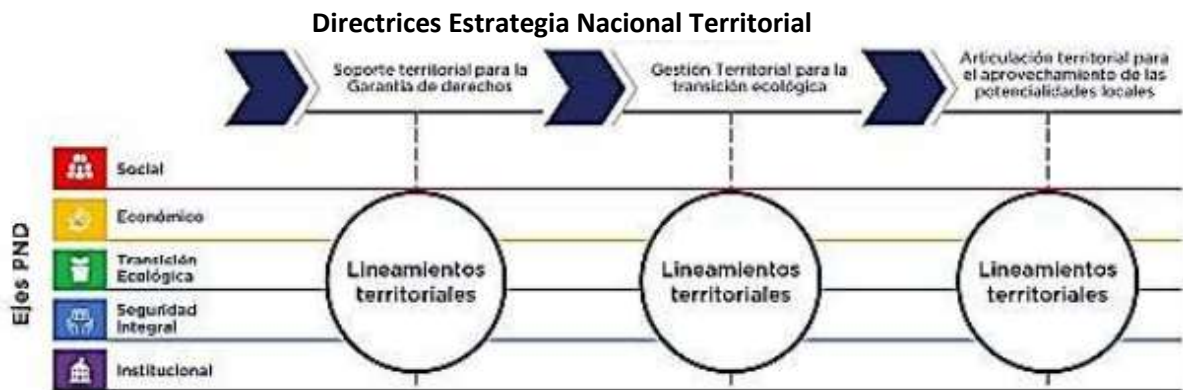 Directrices Estrategia Nacional Territorial
Soporte territorial para la
Garantía de derechos
Gestión Territorial para la
transición ecológica
Articulación territorial para
el aprovechamiento de las
potencialidades locales
Ejes PND
Social
Económico
Transición
Ecológica
Seguridad
Integral
Institucional
Lineamientos
territoriales
Lineamientos
territoriales
Lineamientos
territoriales